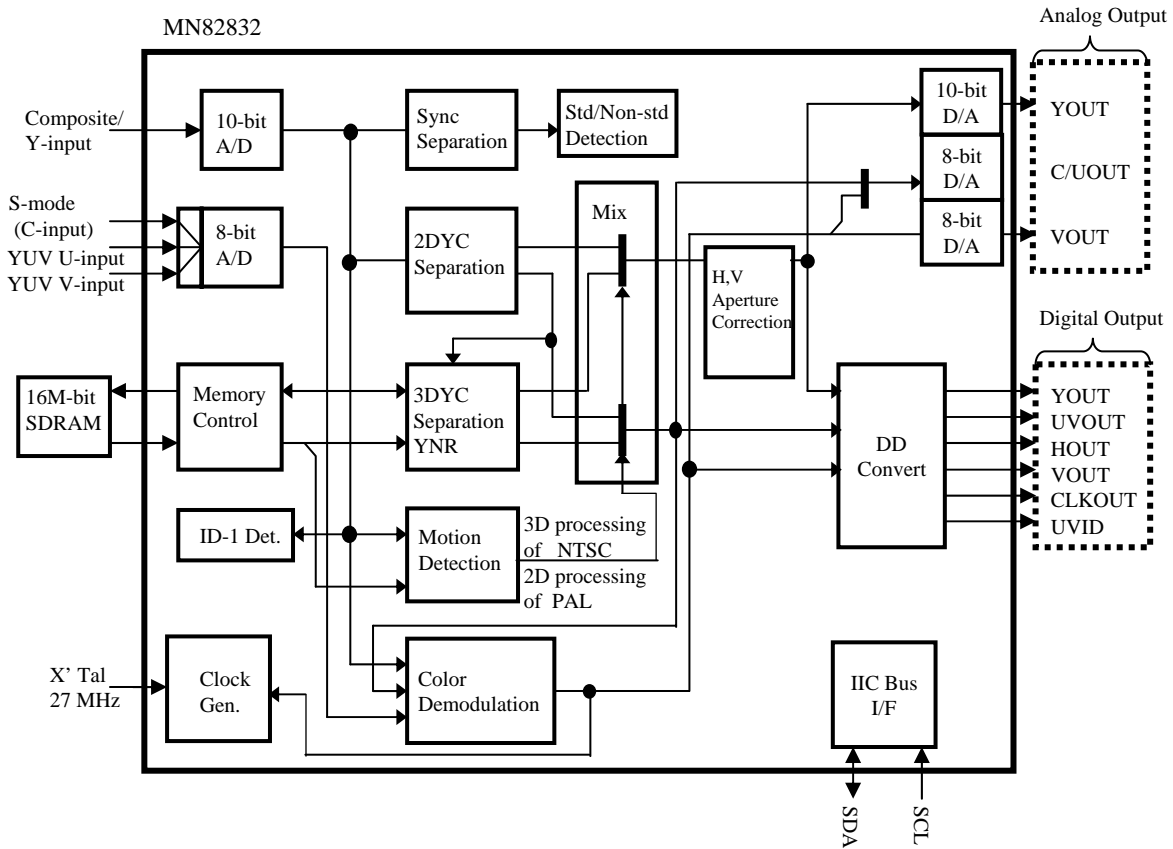 MN82832
Analog Output
Composite/
Y-input
10-bit
A/D
Sync
Separation
Std/Non-std
Detection
10-bit
D/A
YOUT
8-bit
D/A
C/UOUT
8-bit
D/A
VOUT
S-mode
(C-input)
YUV U-input
YUV V-input
8-bit
A/D
2DYC
Separation
Mix
H,V
Aperture
Correction
Digital Output
16M-bit
SDRAM
Memory
Control
3DYC
Separation
YNR
DD
Convert
YOUT
UVOUT
HOUT
VOUT
CLKOUT
UVID
ID-1 Det.
Motion
Detection
3D processing
of NTSC
2D processing
of PAL
X' Tal
27 MHz
Clock
Gen.
Color
Demodulation
IIC Bus
I/F
SDA
SCL